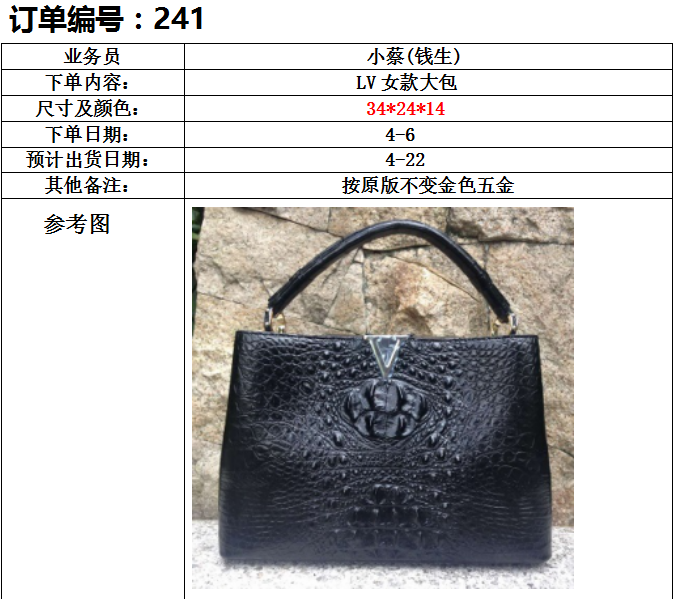 订单编号：241
业务员 小蔡(钱生)
下单内容： LV女款大包
尺寸及颜色： 34*24*14
下单日期： 4-6
预计出货日期： 4-22
其他备注： 按原版不变金色五金
参考图